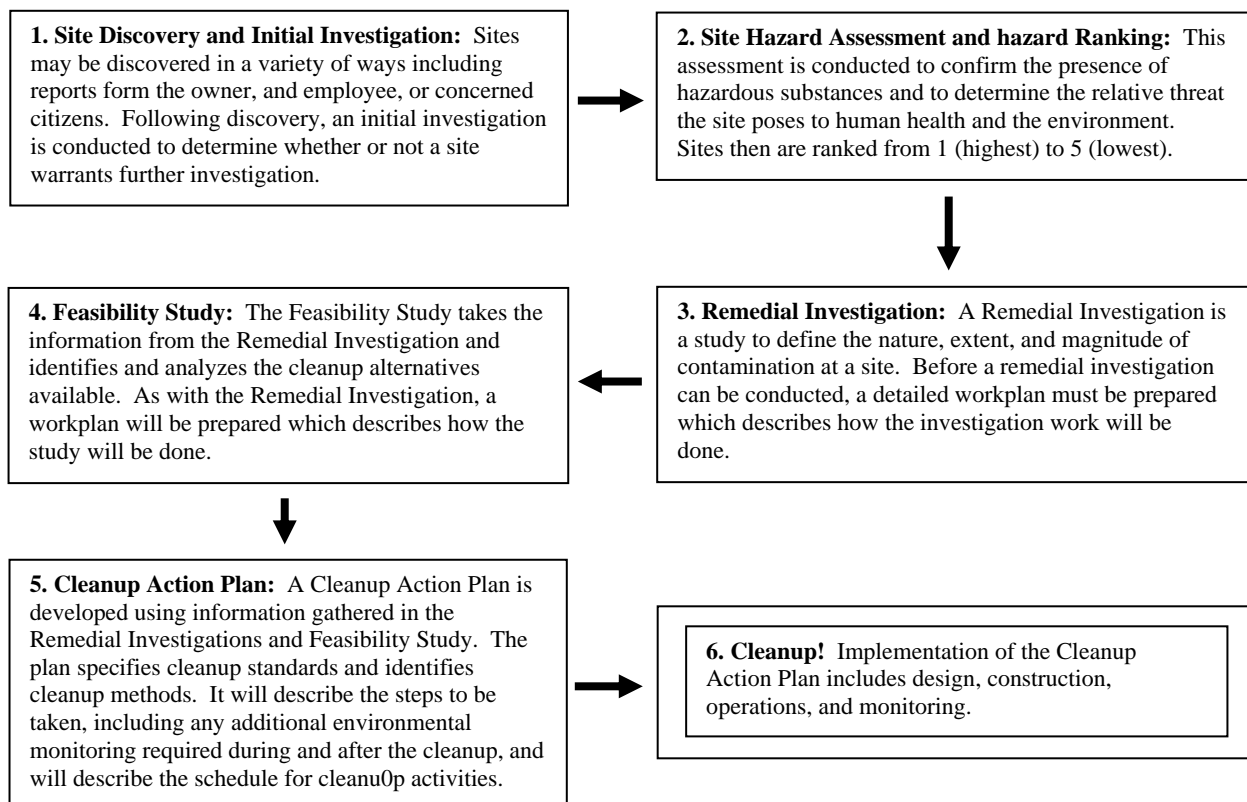 1. Site Discovery and Initial Investigation:  Sites
may be discovered in a variety of ways including
reports form the owner, and employee, or concerned
citizens.  Following discovery, an initial investigation
is conducted to determine whether or not a site
warrants further investigation.
2. Site Hazard Assessment and hazard Ranking:  This
assessment is conducted to confirm the presence of
hazardous substances and to determine the relative threat
the site poses to human health and the environment.
Sites then are ranked from 1 (highest) to 5 (lowest).
3. Remedial Investigation:  A Remedial Investigation is
a study to define the nature, extent, and magnitude of
contamination at a site.  Before a remedial investigation
can be conducted, a detailed workplan must be prepared
which describes how the investigation work will be
done.
4. Feasibility Study:  The Feasibility Study takes the
information from the Remedial Investigation and
identifies and analyzes the cleanup alternatives
available.  As with the Remedial Investigation, a
workplan will be prepared which describes how the
study will be done.
5. Cleanup Action Plan:  A Cleanup Action Plan is
developed using information gathered in the
Remedial Investigations and Feasibility Study.  The
plan specifies cleanup standards and identifies
cleanup methods.  It will describe the steps to be
taken, including any additional environmental
monitoring required during and after the cleanup, and
will describe the schedule for cleanu0p activities.
6. Cleanup!  Implementation of the Cleanup
Action Plan includes design, construction,
operations, and monitoring.